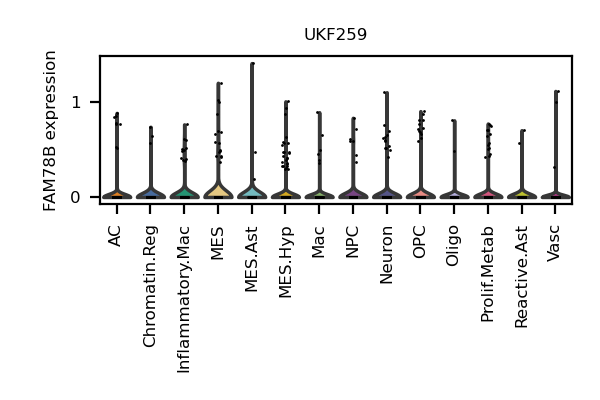 UKF259
FAM78B expression
1
0
AC
Chromatin.Reg
Inflammatory.Mac
MES
MES.Ast
MES.Hyp
Mac
NPC
Neuron
OPC
Oligo
Prolif.Metab
Reactive.Ast
Vasc